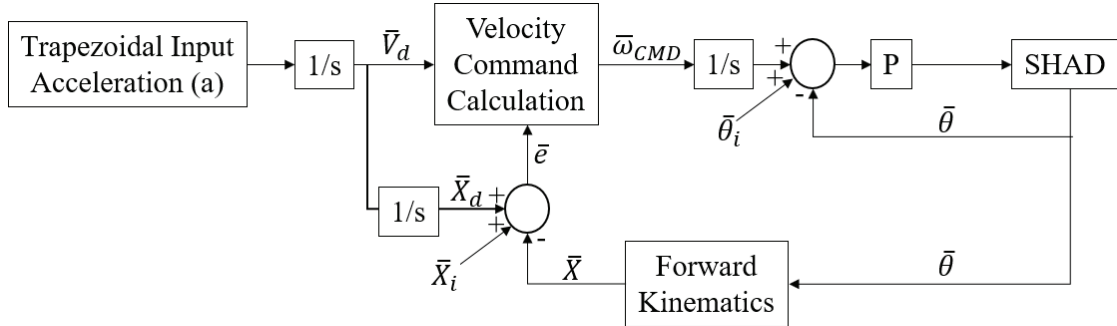 Trapezoidal Input
Acceleration (a)
1/s
V̄_d
Velocity
Command
Calculation
ω̄_CMD
1/s
+
+
-
θ̄_i
P
SHAD
θ̄
ē
1/s
X̄_d
+
+
-
X̄_i
X̄
Forward
Kinematics
θ̄